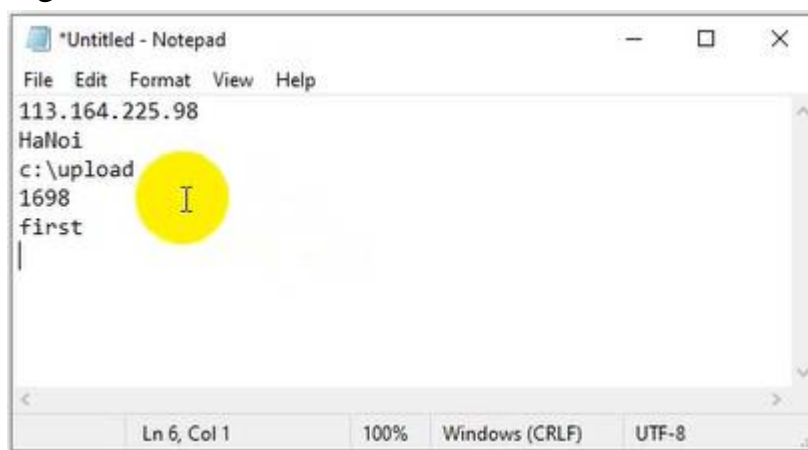 *Untitled - Notepad
File Edit Format View Help
113.164.225.98
HaNoi
c:\upload
1698
first
Ln 6, Col 1 100% Windows (CRLF) UTF-8